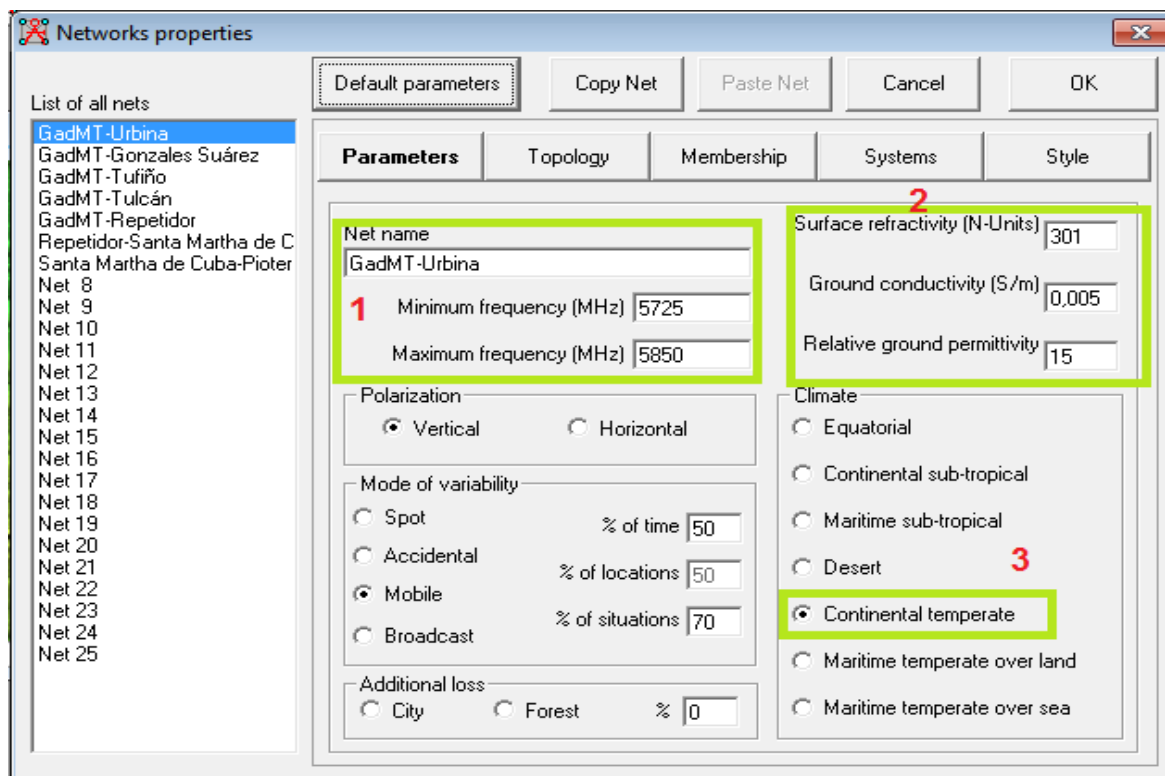 Networks properties
Default parameters
Copy Net
Paste Net
Cancel
OK
List of all nets
GadMT-Urbina
GadMT-Gonzales Suárez
GadMT-Tufiño
GadMT-Tulcán
GadMT-Repetidor
Repetidor-Santa Martha de C
Santa Martha de Cuba-Pioter
Net 8
Net 9
Net 10
Net 11
Net 12
Net 13
Net 14
Net 15
Net 16
Net 17
Net 18
Net 19
Net 20
Net 21
Net 22
Net 23
Net 24
Net 25
Parameters
Topology
Membership
Systems
Style
Net name
GadMT-Urbina
1
Minimum frequency (MHz) 5725
Maximum frequency (MHz) 5850
2
Surface refractivity (N-Units) 301
Ground conductivity (S/m) 0,005
Relative ground permittivity 15
Polarization
Vertical
Horizontal
Mode of variability
Spot
Accidental
Mobile
Broadcast
% of time 50
% of locations 50
% of situations 70
Additional loss
City
Forest
% 0
Climate
Equatorial
Continental sub-tropical
Maritime sub-tropical
Desert
3
Continental temperate
Maritime temperate over land
Maritime temperate over sea